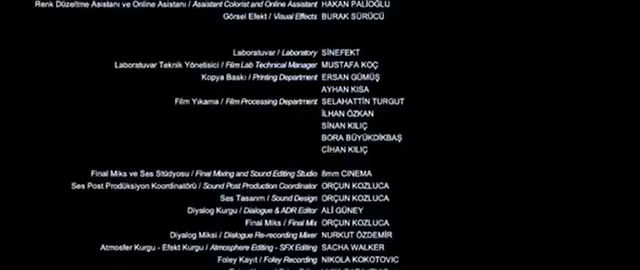 Renk Düzeltme Asistanı ve Online Asistanı / Assistant Colorist and Online Assistant HAKAN PALİOĞLU
Görsel Efekt / Visual Effects BURAK SÜRÜCÜ
Laboratuvar / Laboratory SİNEFEKT
Laboratuvar Teknik Yönetisici / Film Lab Technical Manager MUSTAFA KOÇ
Kopya Baskı / Printing Department ERSAN GÜMÜŞ
AYHAN KISA
Film Yıkama / Film Processing Department SELAHATTİN TURGUT
İLHAN ÖZKAN
SİNAN KILIÇ
BORA BÜYÜKDİKBAŞ
CİHAN KILIÇ
Final Miks ve Ses Stüdyosu / Final Mixing and Sound Editing Studio 8mm CINEMA
Ses Post Prodüksiyon Koordinatörü / Sound Post Production Coordinator ORÇUN KOZLUCA
Ses Tasarım / Sound Design ORÇUN KOZLUCA
Diyalog Kurgu / Dialogue & ADR Editor ALİ GÜNEY
Final Miks / Final Mix ORÇUN KOZLUCA
Diyalog Miksi / Dialogue Re-recording Mixer NURKUT ÖZDEMİR
Atmosfer Kurgu - Efekt Kurgu / Atmosphere Editing - SFX Editing SACHA WALKER
Foley Kayıt / Foley Recording NIKOLA KOKOTOVIC